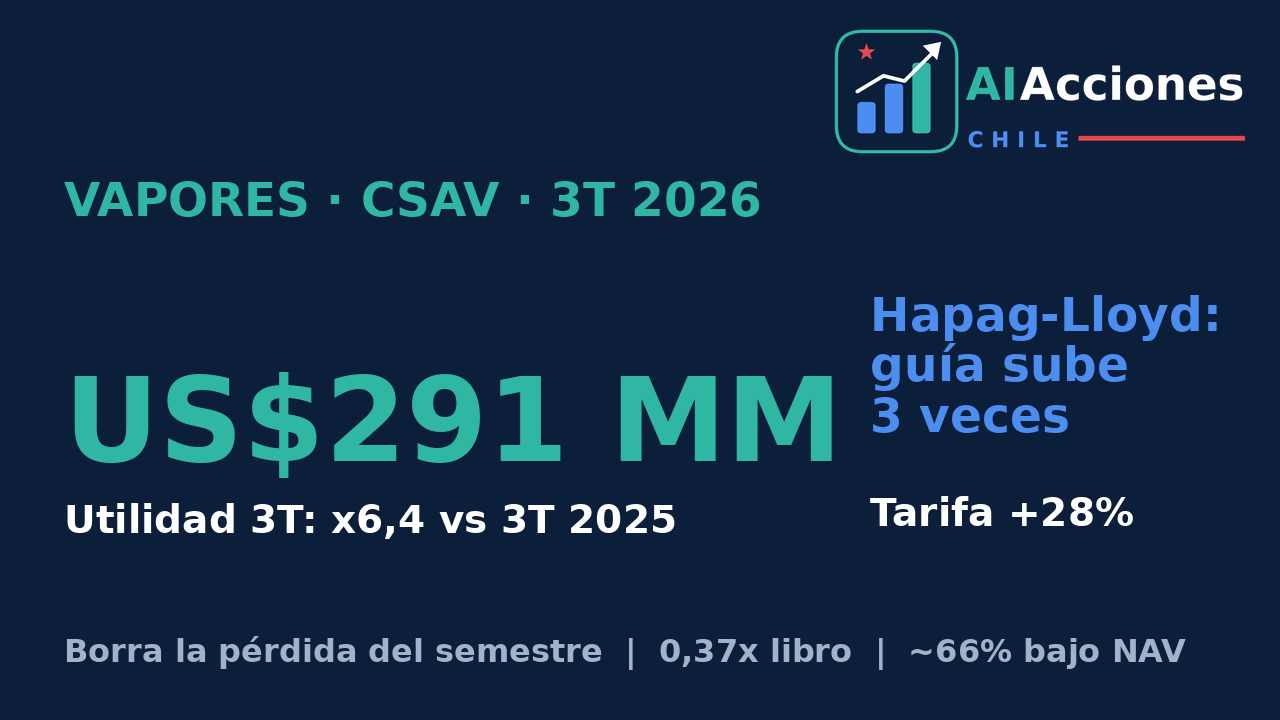 AIAcciones
CHILE
VAPORES · CSAV · 3T 2026
US$291 MM
Utilidad 3T: x6,4 vs 3T 2025
Hapag-Lloyd:
guía sube
3 veces
Tarifa +28%
Borra la pérdida del semestre | 0,37x libro | ~66% bajo NAV